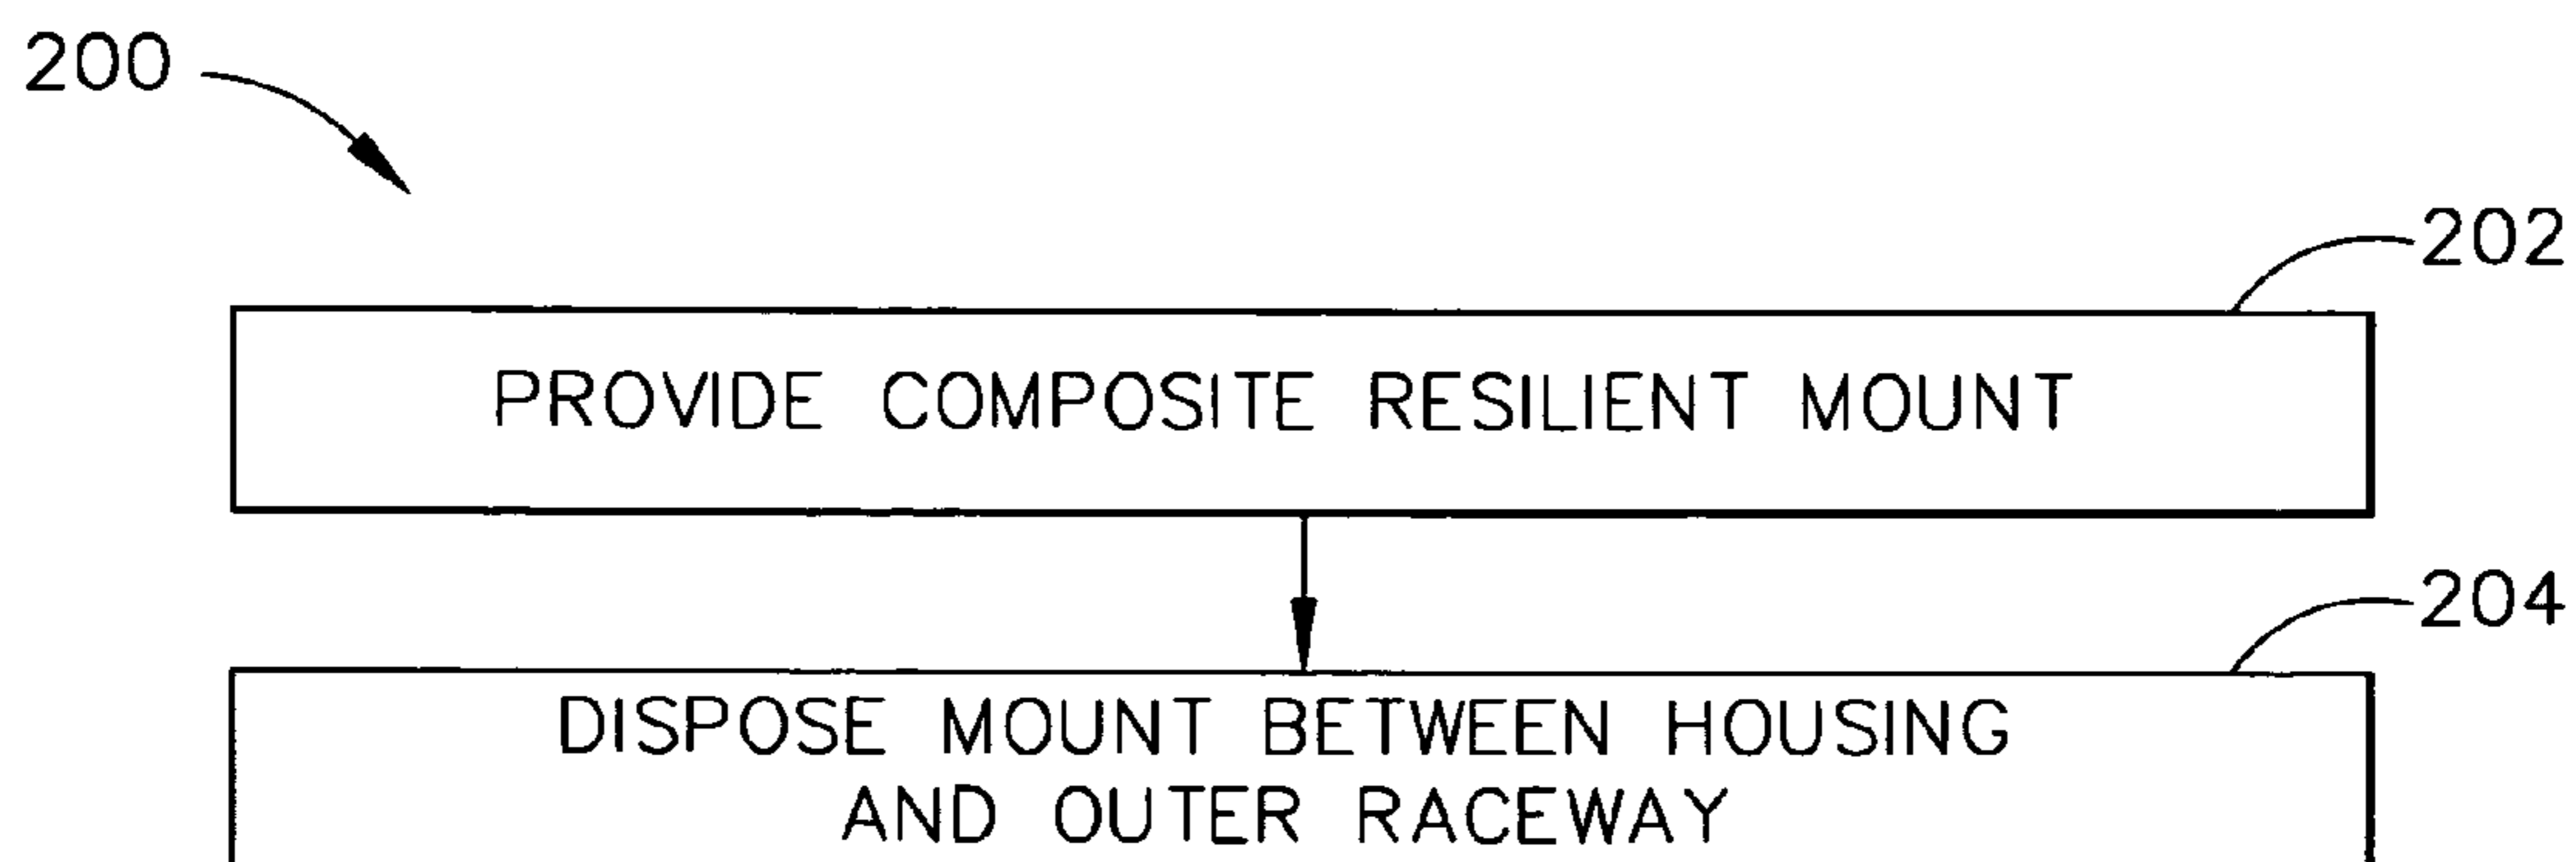 200
202
PROVIDE COMPOSITE RESILIENT MOUNT
204
DISPOSE MOUNT BETWEEN HOUSING
AND OUTER RACEWAY